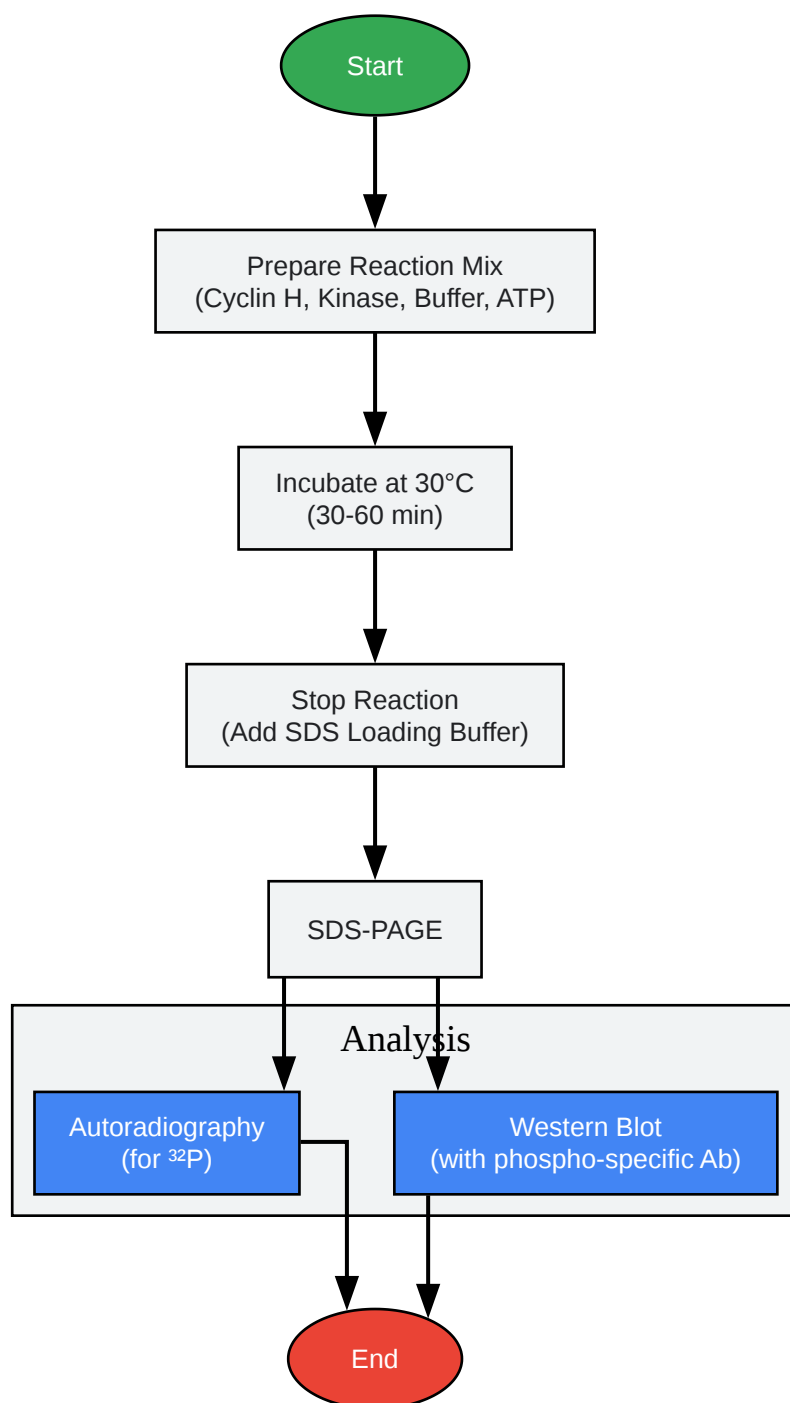 Start
Prepare Reaction Mix
(Cyclin H, Kinase, Buffer, ATP)
Incubate at 30°C
(30-60 min)
Stop Reaction
(Add SDS Loading Buffer)
SDS-PAGE
Analysis
Autoradiography
(for ³²P)
Western Blot
(with phospho-specific Ab)
End